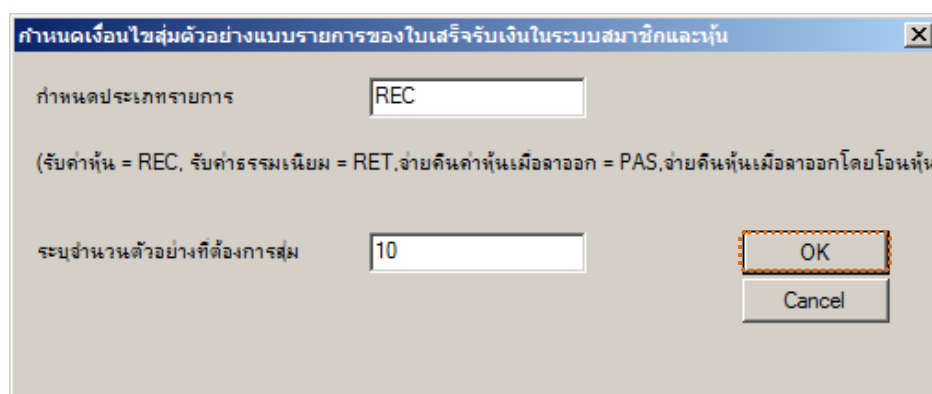 กำหนดเงื่อนไขสุ่มตัวอย่างแบบรายการของใบเสร็จรับเงินในระบบสมาชิกและหุ้น
กำหนดประเภทรายการ REC
(รับค่าหุ้น = REC, รับค่าธรรมเนียม = RET,จ่ายคืนค่าหุ้นเมื่อลาออก = PAS,จ่ายคืนหุ้นเมื่อลาออกโดยโอนหุ้น
ระบุจำนวนตัวอย่างที่ต้องการสุ่ม 10
OK
Cancel